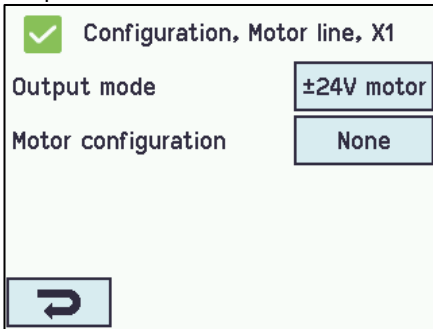 Configuration, Motor line, X1
Output mode ±24V motor
Motor configuration None